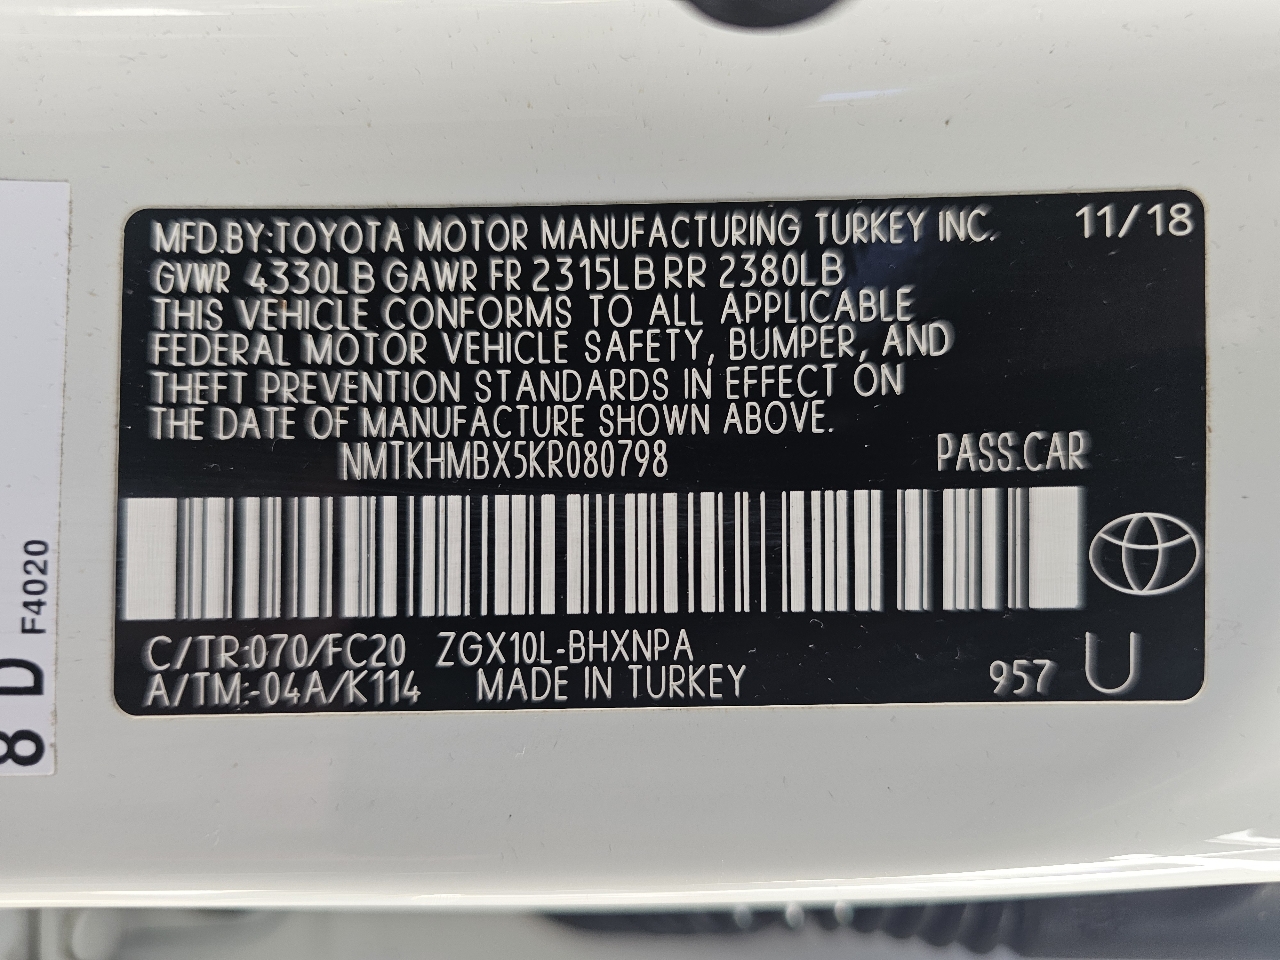 MFD.BY:TOYOTA MOTOR MANUFACTURING TURKEY INC. 11/18
GVWR 4330LB GAWR FR 2315LB RR 2380LB
THIS VEHICLE CONFORMS TO ALL APPLICABLE
FEDERAL MOTOR VEHICLE SAFETY, BUMPER, AND
THEFT PREVENTION STANDARDS IN EFFECT ON
THE DATE OF MANUFACTURE SHOWN ABOVE.
NMTKHMBX5KR080798 PASS.CAR
C/TR:070/FC20 ZGX10L-BHXNPA
A/TM:-04A/K114 MADE IN TURKEY 957 U
F4020
8 D